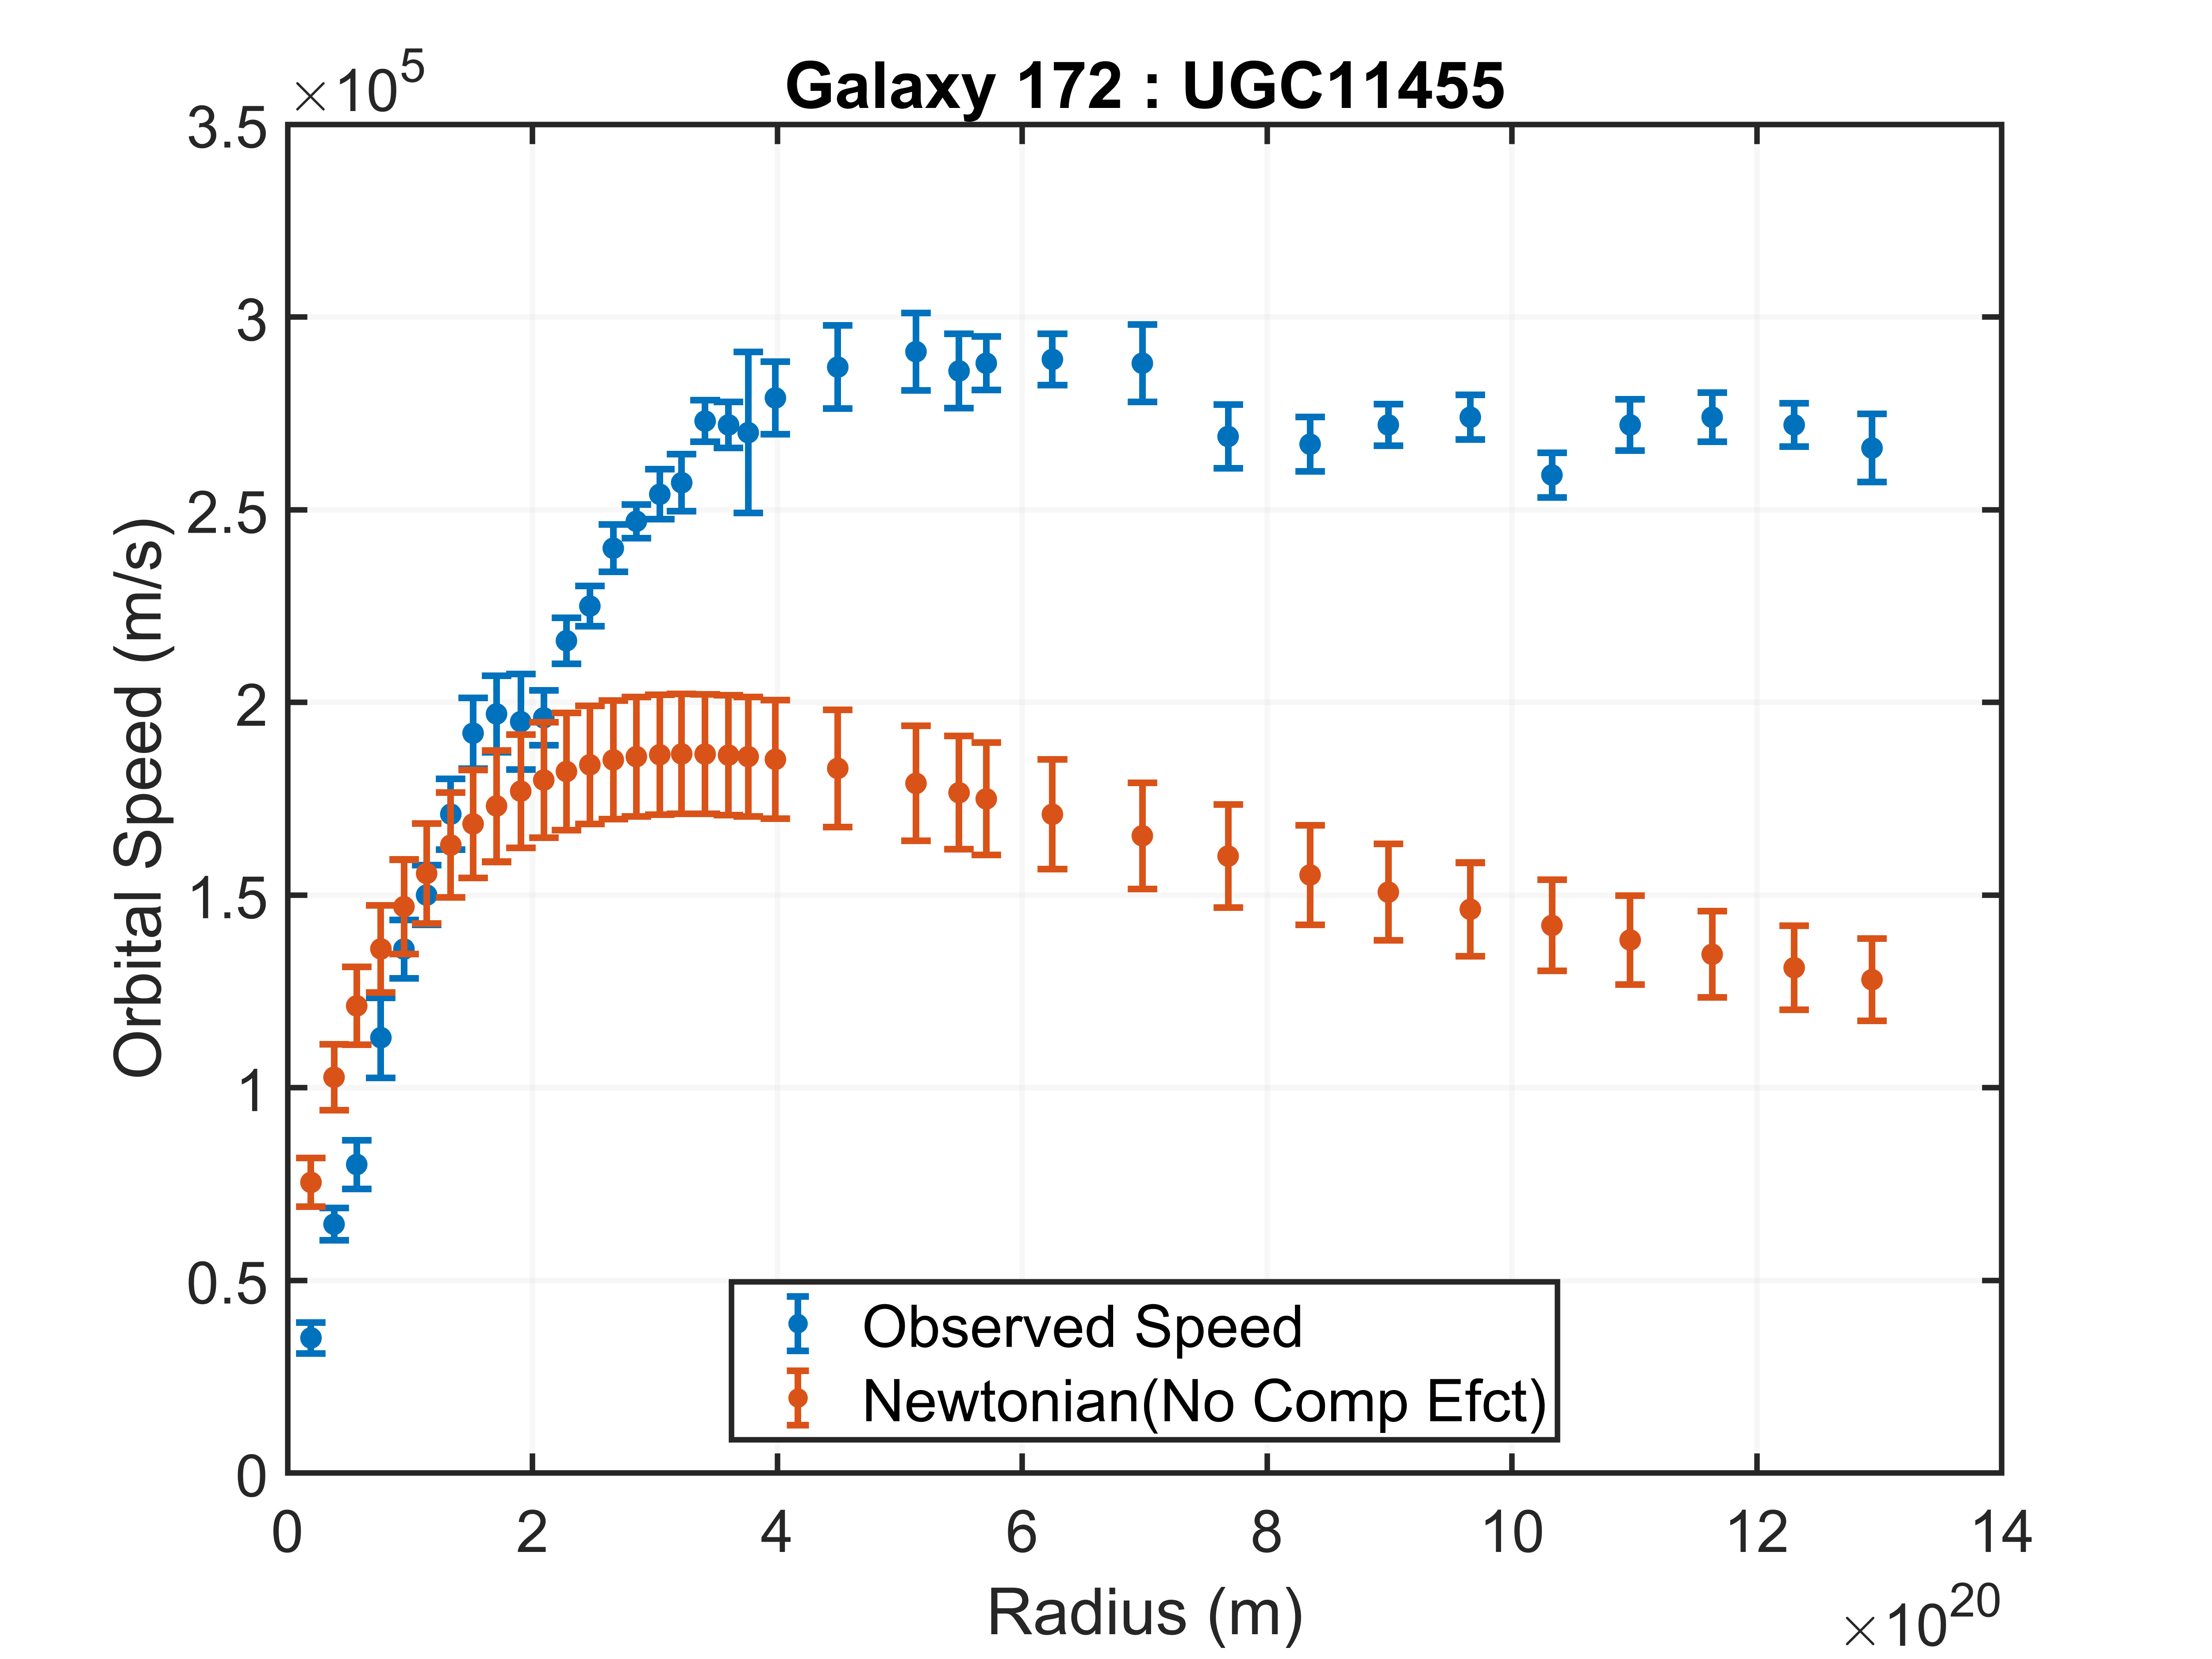 Galaxy 172 : UGC11455
×10^5
3.5
3
2.5
2
1.5
1
0.5
0
Orbital Speed (m/s)
Observed Speed
Newtonian(No Comp Efct)
0 2 4 6 8 10 12 14
Radius (m)
×10^20